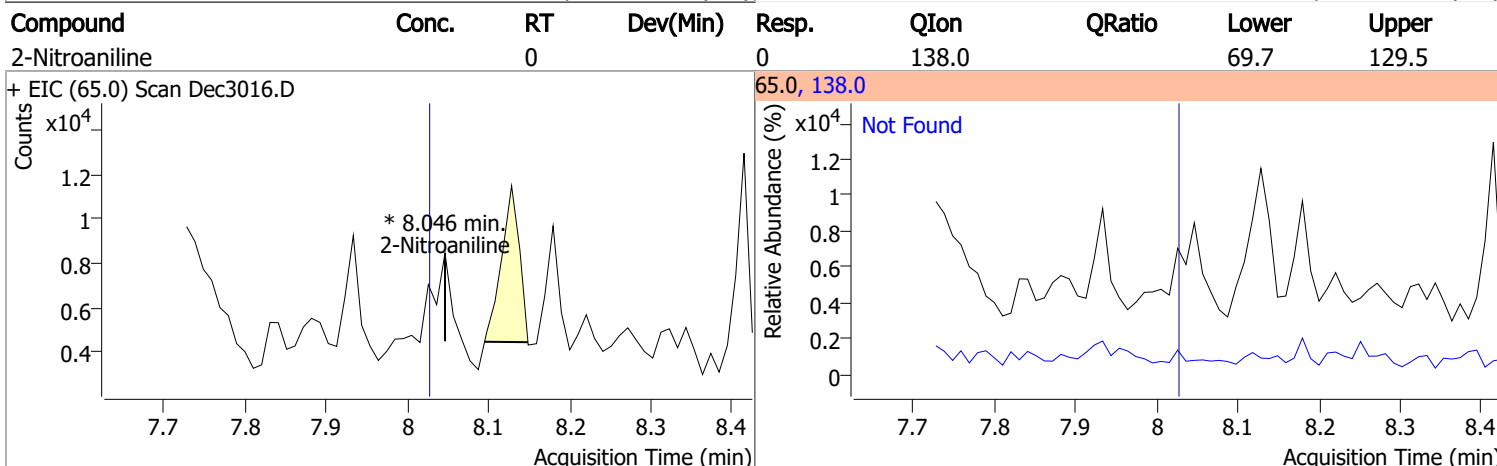 Compound Conc. RT Dev(Min) Resp. QIon QRatio Lower Upper
2-Nitroaniline 0 0 138.0 69.7 129.5
+ EIC (65.0) Scan Dec3016.D
Counts
x10⁴
1.2
1
0.8
0.6
0.4
* 8.046 min.
2-Nitroaniline
7.7 7.8 7.9 8 8.1 8.2 8.3 8.4
Acquisition Time (min)
65.0, 138.0
Relative Abundance (%)
x10⁴
Not Found
1.2
1
0.8
0.6
0.4
0.2
0
7.7 7.8 7.9 8 8.1 8.2 8.3 8.4
Acquisition Time (min)